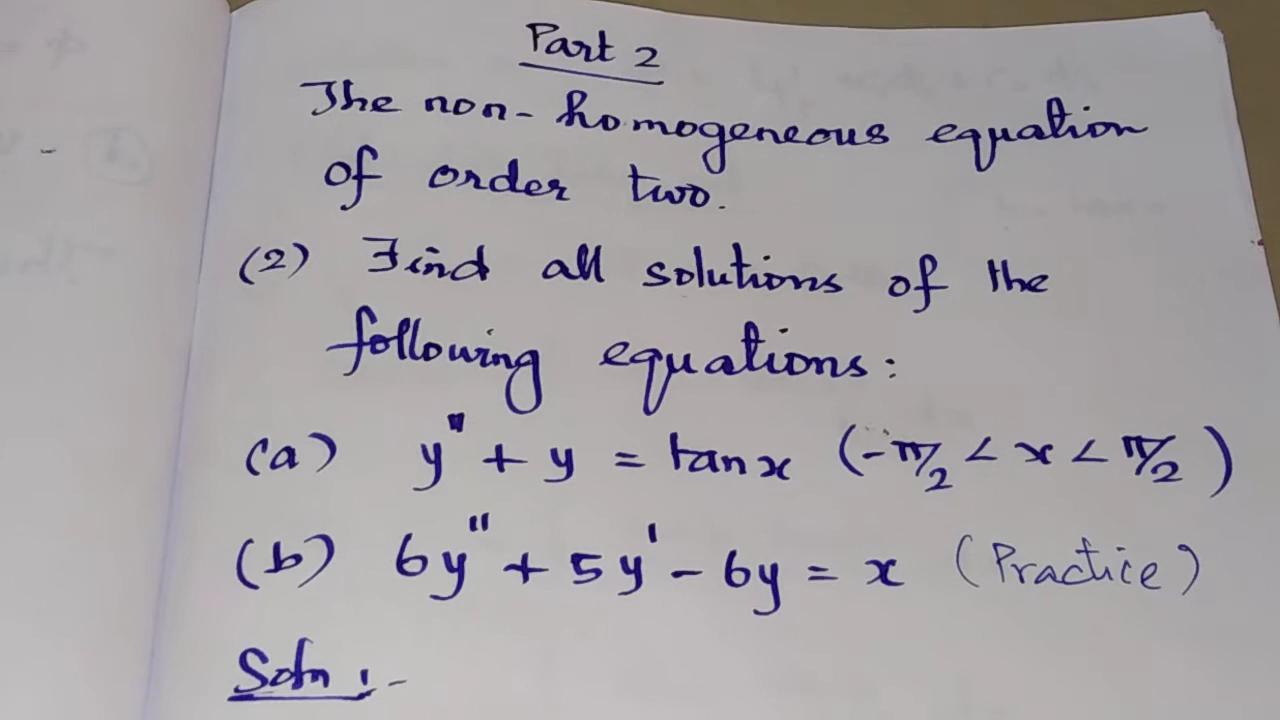 Part 2
The non-homogeneous equation
of order two.
(2) Find all solutions of the
following equations:
(a) y" + y = tanx (-π/2 < x < π/2)
(b) 6y" + 5y' - 6y = x (Practice)
Soln :-